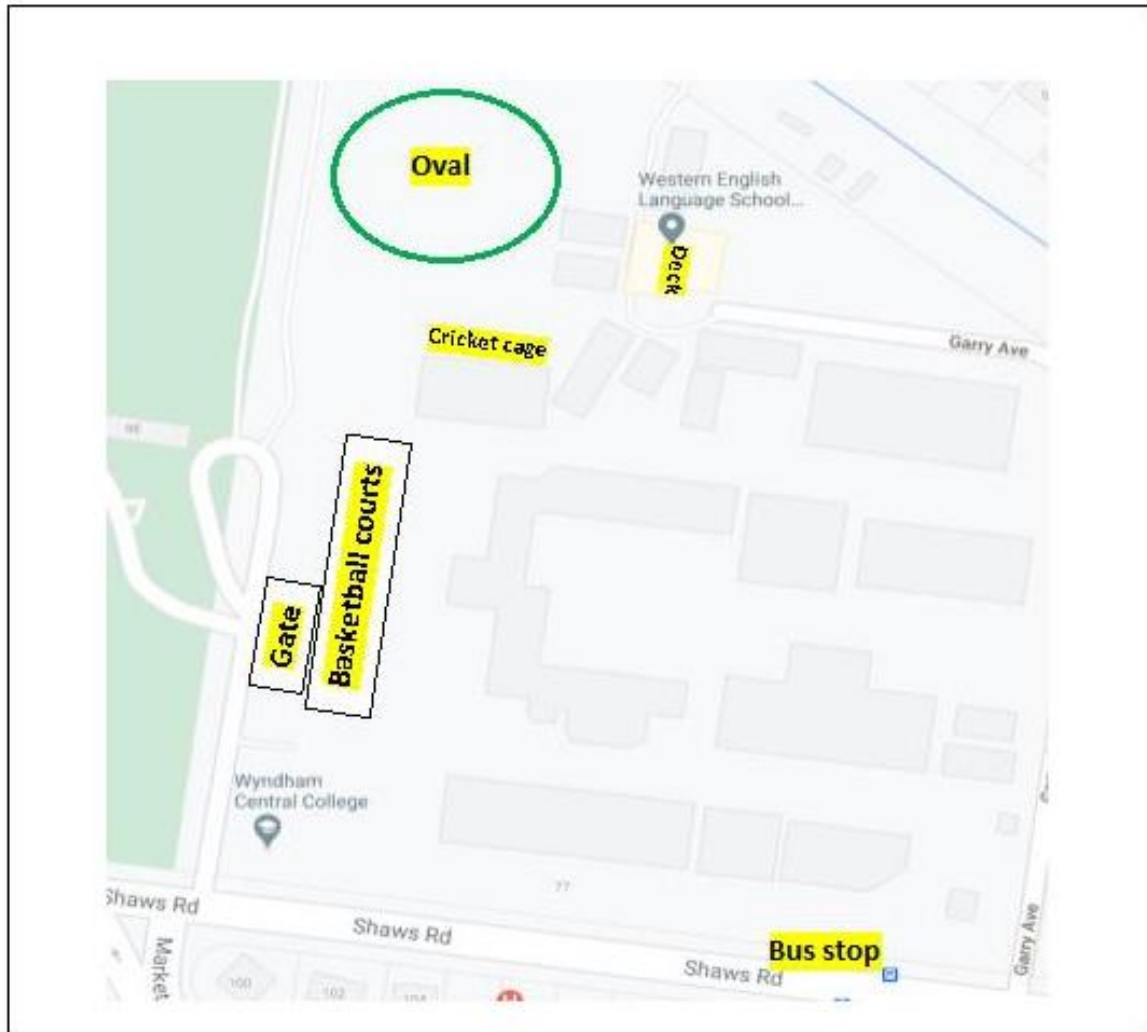 Oval
Western English
Language School...
Deck
Cricket cage
Garry Ave
Basketball courts
Gate
Wyndham
Central College
77
Shaws Rd
Shaws Rd
Garry Ave
Bus stop
Shaws Rd
Market
100
102
104
H